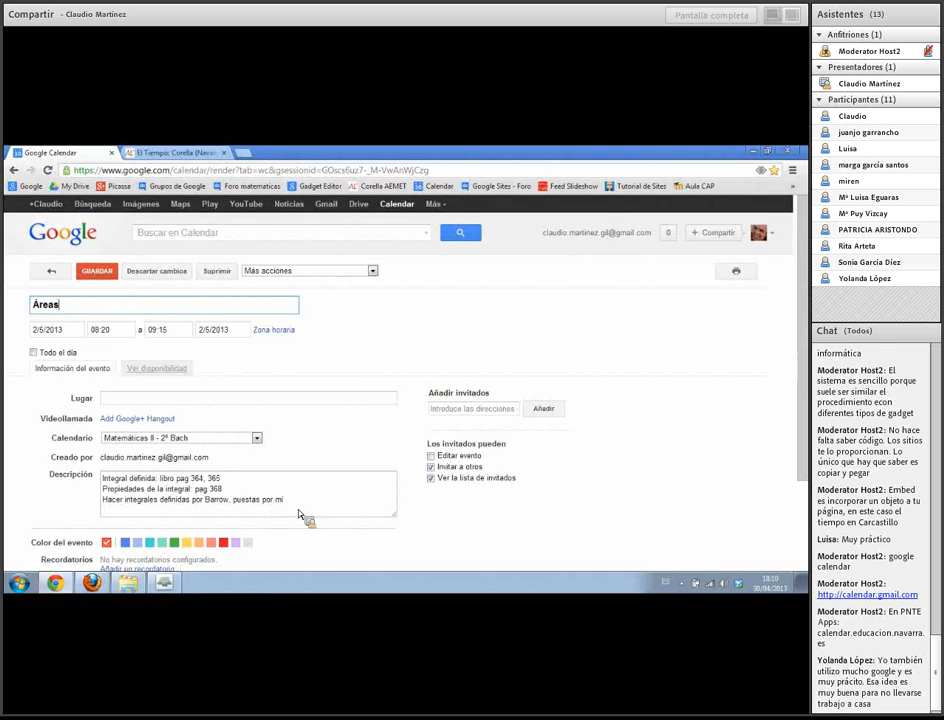 Compartir - Claudio Martínez
Pantalla completa
Google Calendar
El Tiempo: Corella (Navar
https://www.google.com/calendar/render?tab=wc&gsessionid=GOscs6uz7-_M-VwAnWjCzg
Google
My Drive
Picassa
Grupos de Google
Foro matematicas
Gadget Editor
Corella AEMET
Calendar
Google Sites - Foro
Feed Slideshow
Tutorial de Sites
Aula CAP
+Claudio Búsqueda Imágenes Maps Play YouTube Noticias Gmail Drive Calendar Más
Google
Buscar en Calendar
claudio.martinez.gil@gmail.com
0
+ Compartir
GUARDAR
Descartar cambios
Suprimir
Más acciones
Áreas
2/5/2013 08:20 a 09:15 2/5/2013 Zona horaria
Todo el día
Información del evento
Ver disponibilidad
Lugar
Videollamada Add Google+ Hangout
Calendario Matemáticas II - 2º Bach
Creado por claudio.martinez.gil@gmail.com
Descripción
Integral definida: libro pag 364, 365
Propiedades de la integral: pag 368
Hacer integrales definidas por Barrow, puestas por mi
Color del evento
Recordatorios No hay recordatorios configurados.
Añadir un recordatorio
Añadir invitados
Introduce las direcciones
Añadir
Los invitados pueden
Editar evento
Invitar a otros
Ver la lista de invitados
ES
18:10
30/04/2013
Asistentes (13)
Anfitriones (1)
Moderator Host2
Presentadores (1)
Claudio Martínez
Participantes (11)
Claudio
juanjo garrancho
Luisa
marga garcía santos
miren
Mª Luisa Eguaras
Mª Puy Vizcay
PATRICIA ARISTONDO
Rita Arteta
Sonia García Díez
Yolanda López
Chat (Todos)
informática
Moderator Host2: El
sistema es sencillo porque
suele ser similar el
procedimiento econ
diferentes tipos de gadget
Moderator Host2: No hace
falta saber código. Los sitios
te lo proporcionan. Lo
único que hay que saber es
copiar y pegar
Moderator Host2: Embed
es incorporar un objeto a tu
página, en este caso el
tiempo en Carcastillo
Luisa: Muy práctico
Moderator Host2: google
calendar
Moderator Host2:
http://calendar.gmail.com
Moderator Host2: En PNTE
Apps:
calendar.educacion.navarra.
es
Yolanda López: Yo también
utilizo mucho google y es
muy prácito. Esa idea es
muy buena para no llevarse
trabajo a casa